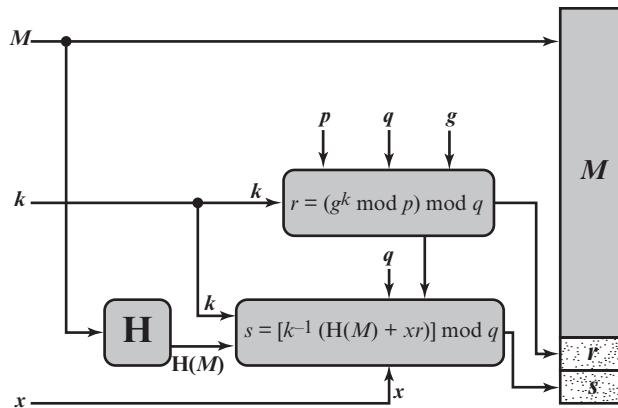 M
p q g
M
k
k
r = (g^k mod p) mod q
q
k
H
s = [k^–1 (H(M) + xr)] mod q
H(M)
r
x
x
s